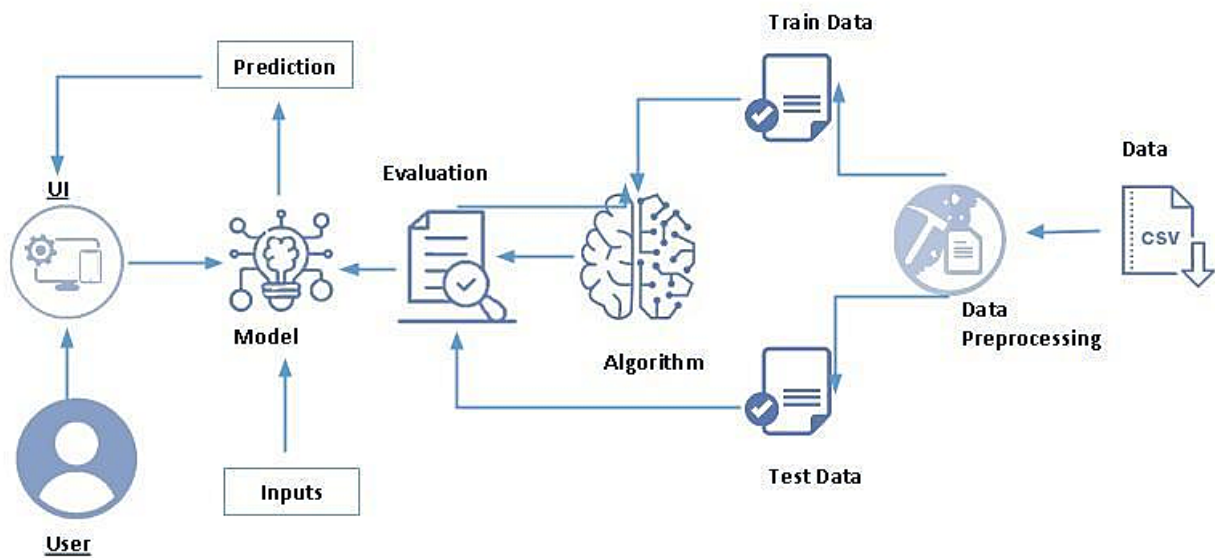 Train Data
Prediction
Data
Evaluation
UI
CSV
Data
Preprocessing
Model
Algorithm
Test Data
Inputs
User